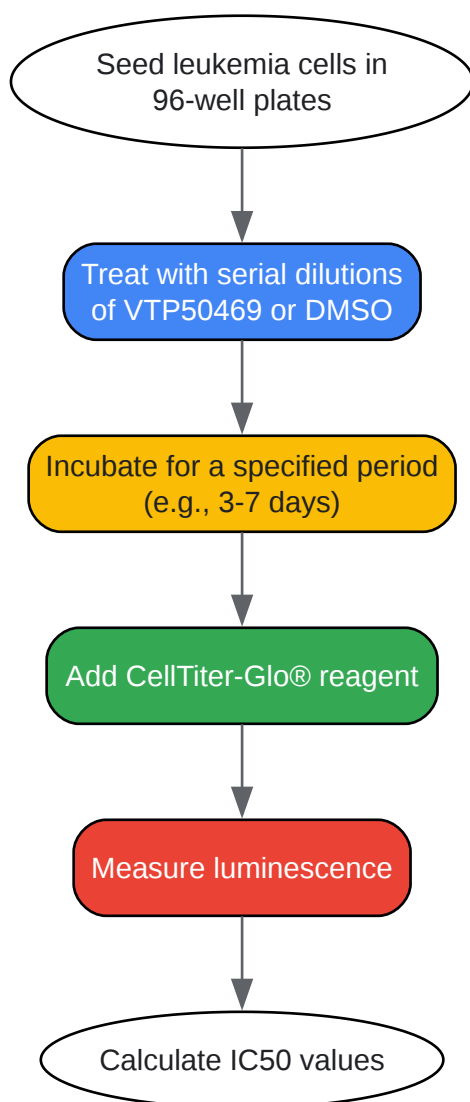 Seed leukemia cells in
96-well plates
Treat with serial dilutions
of VTP50469 or DMSO
Incubate for a specified period
(e.g., 3-7 days)
Add CellTiter-Glo® reagent
Measure luminescence
Calculate IC50 values